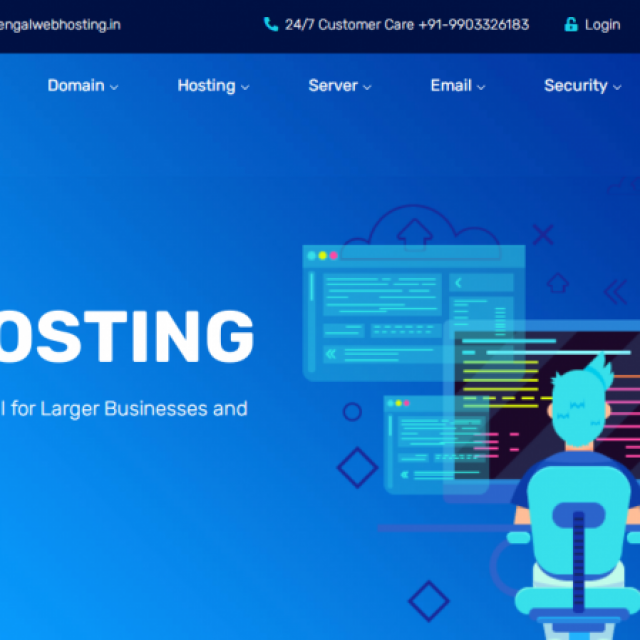 engalwebhosting.in 24/7 Customer Care +91-9903326183 Login
Domain Hosting Server Email Security
OSTING
l for Larger Businesses and